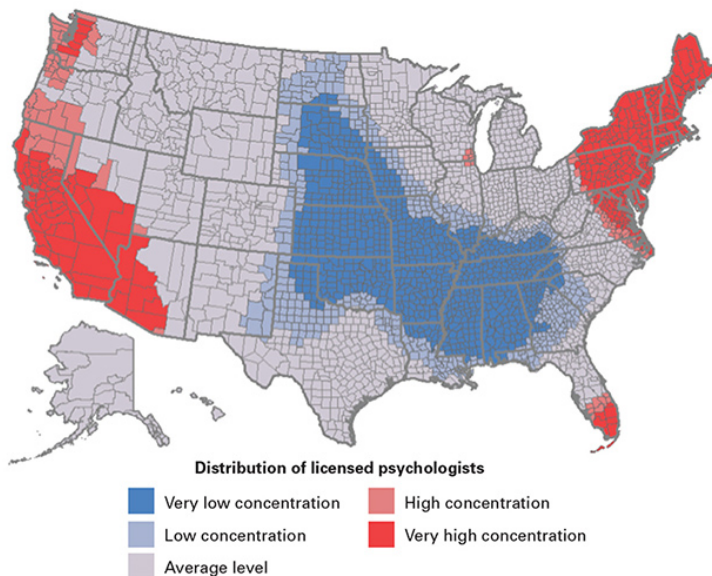 Distribution of licensed psychologists
Very low concentration
High concentration
Low concentration
Very high concentration
Average level